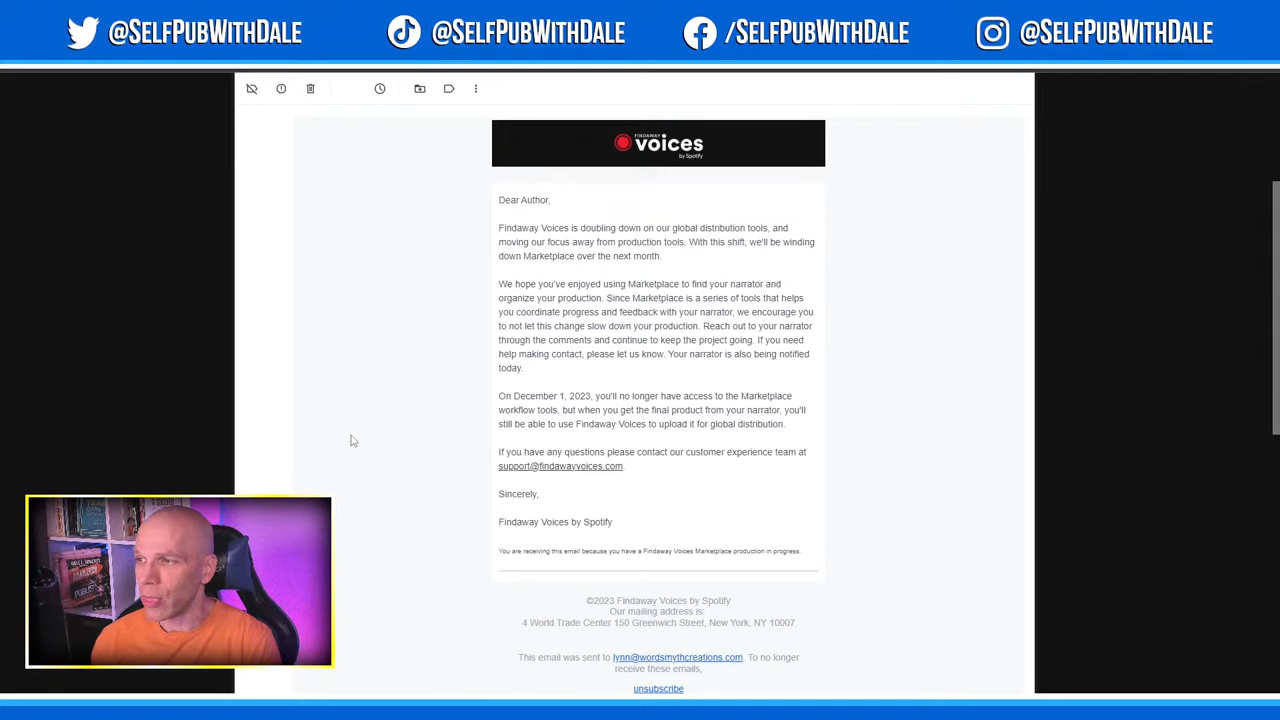 @SELFPUBWITHDALE @SELFPUBWITHDALE /SELFPUBWITHDALE @SELFPUBWITHDALE
FINDAWAY
voices
by Spotify
Dear Author,
Findaway Voices is doubling down on our global distribution tools, and
moving our focus away from production tools. With this shift, we'll be winding
down Marketplace over the next month.
We hope you've enjoyed using Marketplace to find your narrator and
organize your production. Since Marketplace is a series of tools that helps
you coordinate progress and feedback with your narrator, we encourage you
to not let this change slow down your production. Reach out to your narrator
through the comments and continue to keep the project going. If you need
help making contact, please let us know. Your narrator is also being notified
today.
On December 1, 2023, you'll no longer have access to the Marketplace
workflow tools, but when you get the final product from your narrator, you'll
still be able to use Findaway Voices to upload it for global distribution.
If you have any questions please contact our customer experience team at
support@findawayvoices.com.
Sincerely,
Findaway Voices by Spotify
You are receiving this email because you have a Findaway Voices Marketplace production in progress.
©2023 Findaway Voices by Spotify
Our mailing address is:
4 World Trade Center 150 Greenwich Street, New York, NY 10007
This email was sent to lynn@wordsmythcreations.com. To no longer
receive these emails,
unsubscribe